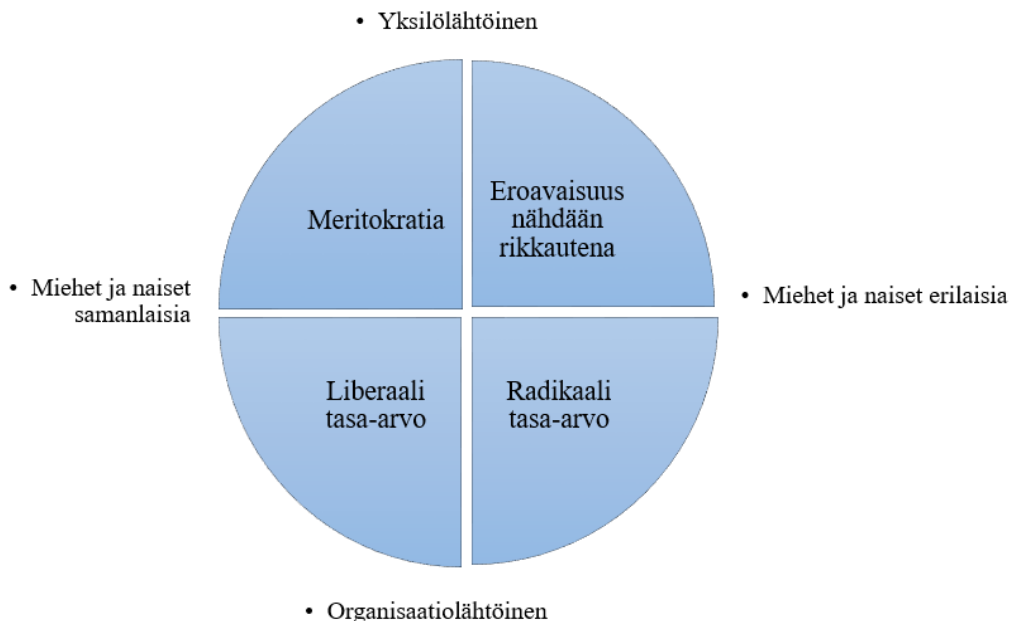 • Yksilölähtöinen
Meritokratia
Eroavaisuus
nähdään
rikkautena
• Miehet ja naiset
samanlaisia
• Miehet ja naiset erilaisia
Liberaali
tasa-arvo
Radikaali
tasa-arvo
• Organisaatiolähtöinen